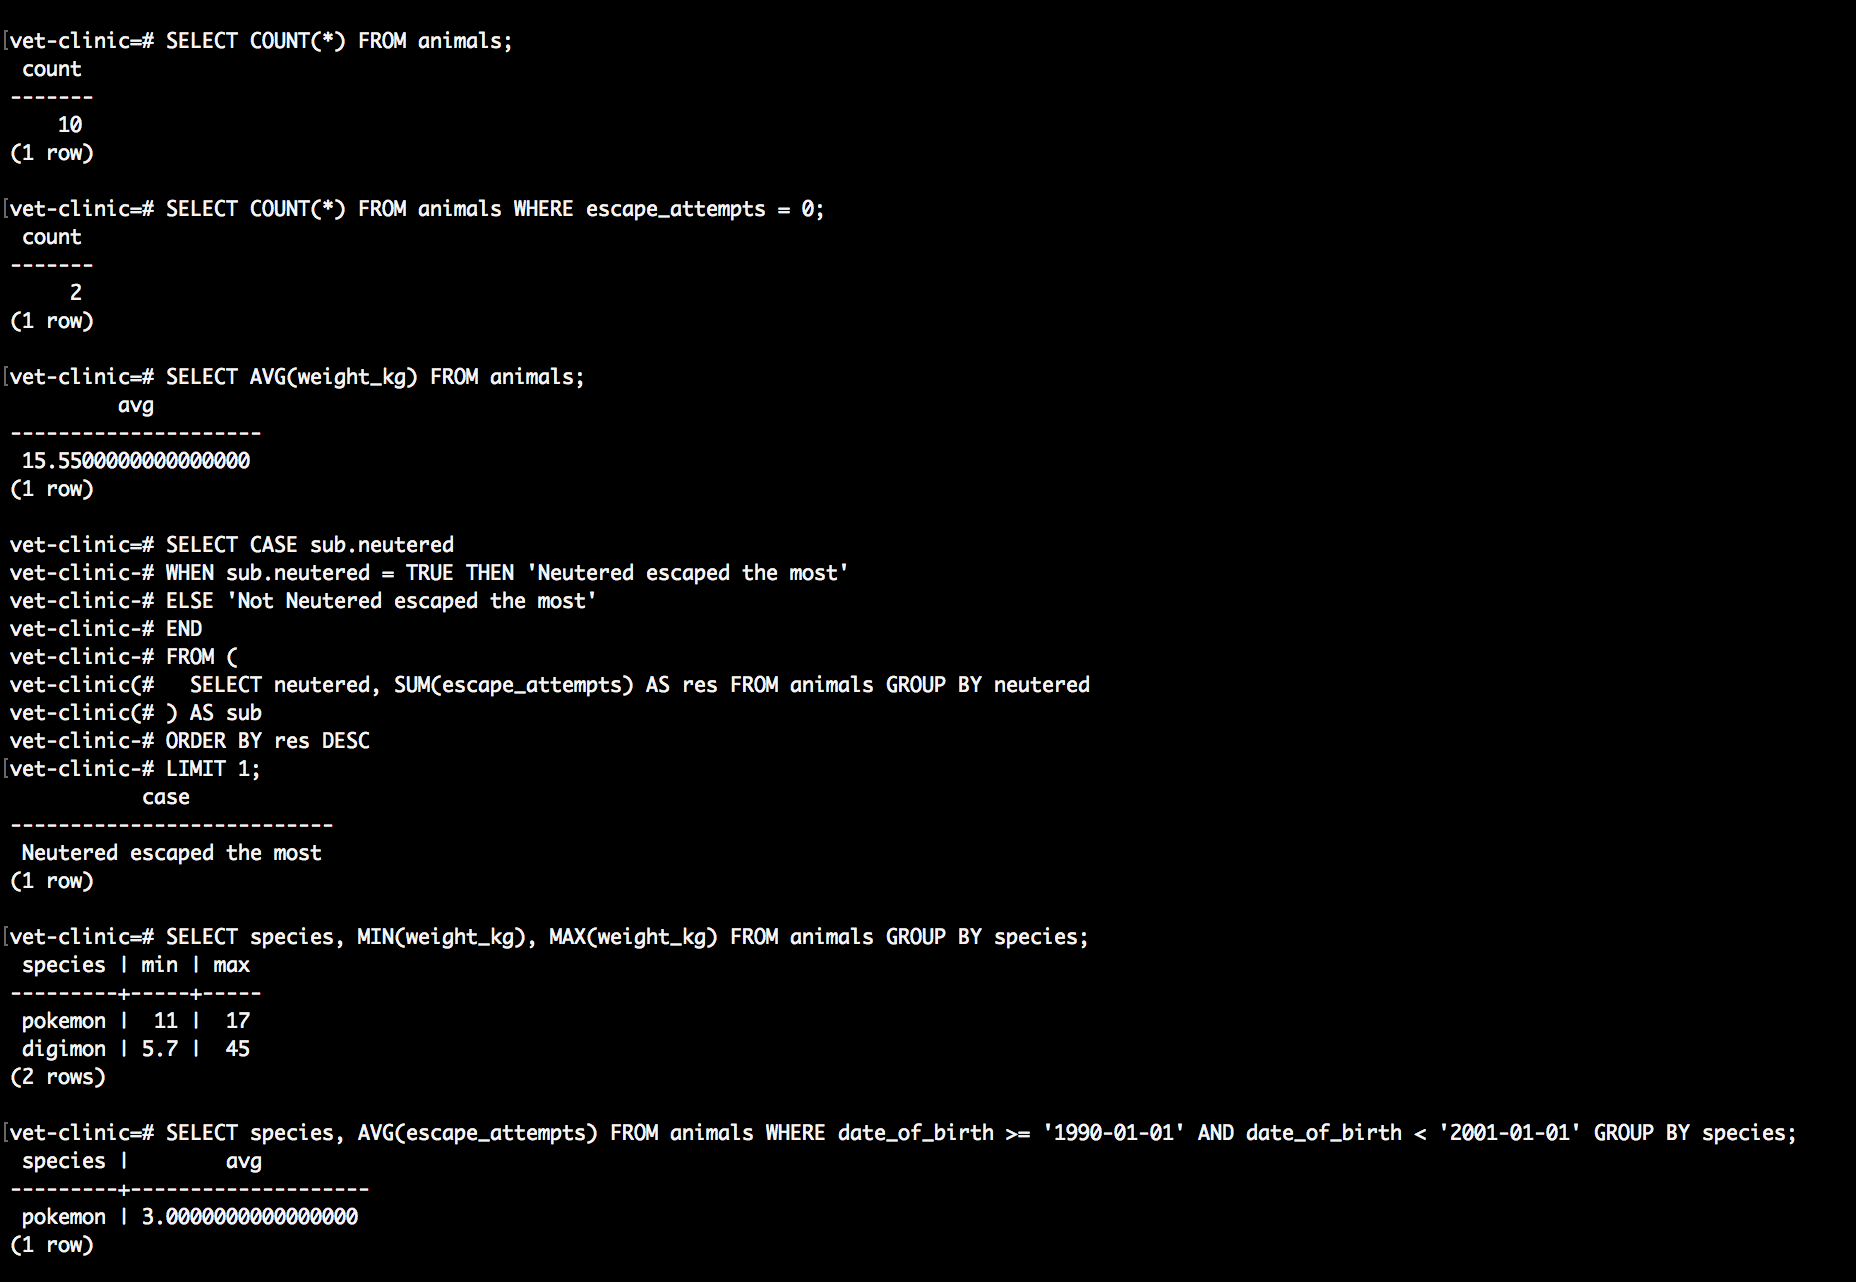 [vet-clinic=# SELECT COUNT(*) FROM animals;
 count
-------
    10
(1 row)

[vet-clinic=# SELECT COUNT(*) FROM animals WHERE escape_attempts = 0;
 count
-------
     2
(1 row)

[vet-clinic=# SELECT AVG(weight_kg) FROM animals;
         avg
---------------------
 15.5500000000000000
(1 row)

vet-clinic=# SELECT CASE sub.neutered
vet-clinic-# WHEN sub.neutered = TRUE THEN 'Neutered escaped the most'
vet-clinic-# ELSE 'Not Neutered escaped the most'
vet-clinic-# END
vet-clinic-# FROM (
vet-clinic(#   SELECT neutered, SUM(escape_attempts) AS res FROM animals GROUP BY neutered
vet-clinic(# ) AS sub
vet-clinic-# ORDER BY res DESC
[vet-clinic-# LIMIT 1;
           case
---------------------------
 Neutered escaped the most
(1 row)

[vet-clinic=# SELECT species, MIN(weight_kg), MAX(weight_kg) FROM animals GROUP BY species;
 species | min | max
---------+-----+-----
 pokemon |  11 |  17
 digimon | 5.7 |  45
(2 rows)

[vet-clinic=# SELECT species, AVG(escape_attempts) FROM animals WHERE date_of_birth >= '1990-01-01' AND date_of_birth < '2001-01-01' GROUP BY species;
 species |        avg
---------+--------------------
 pokemon | 3.0000000000000000
(1 row)